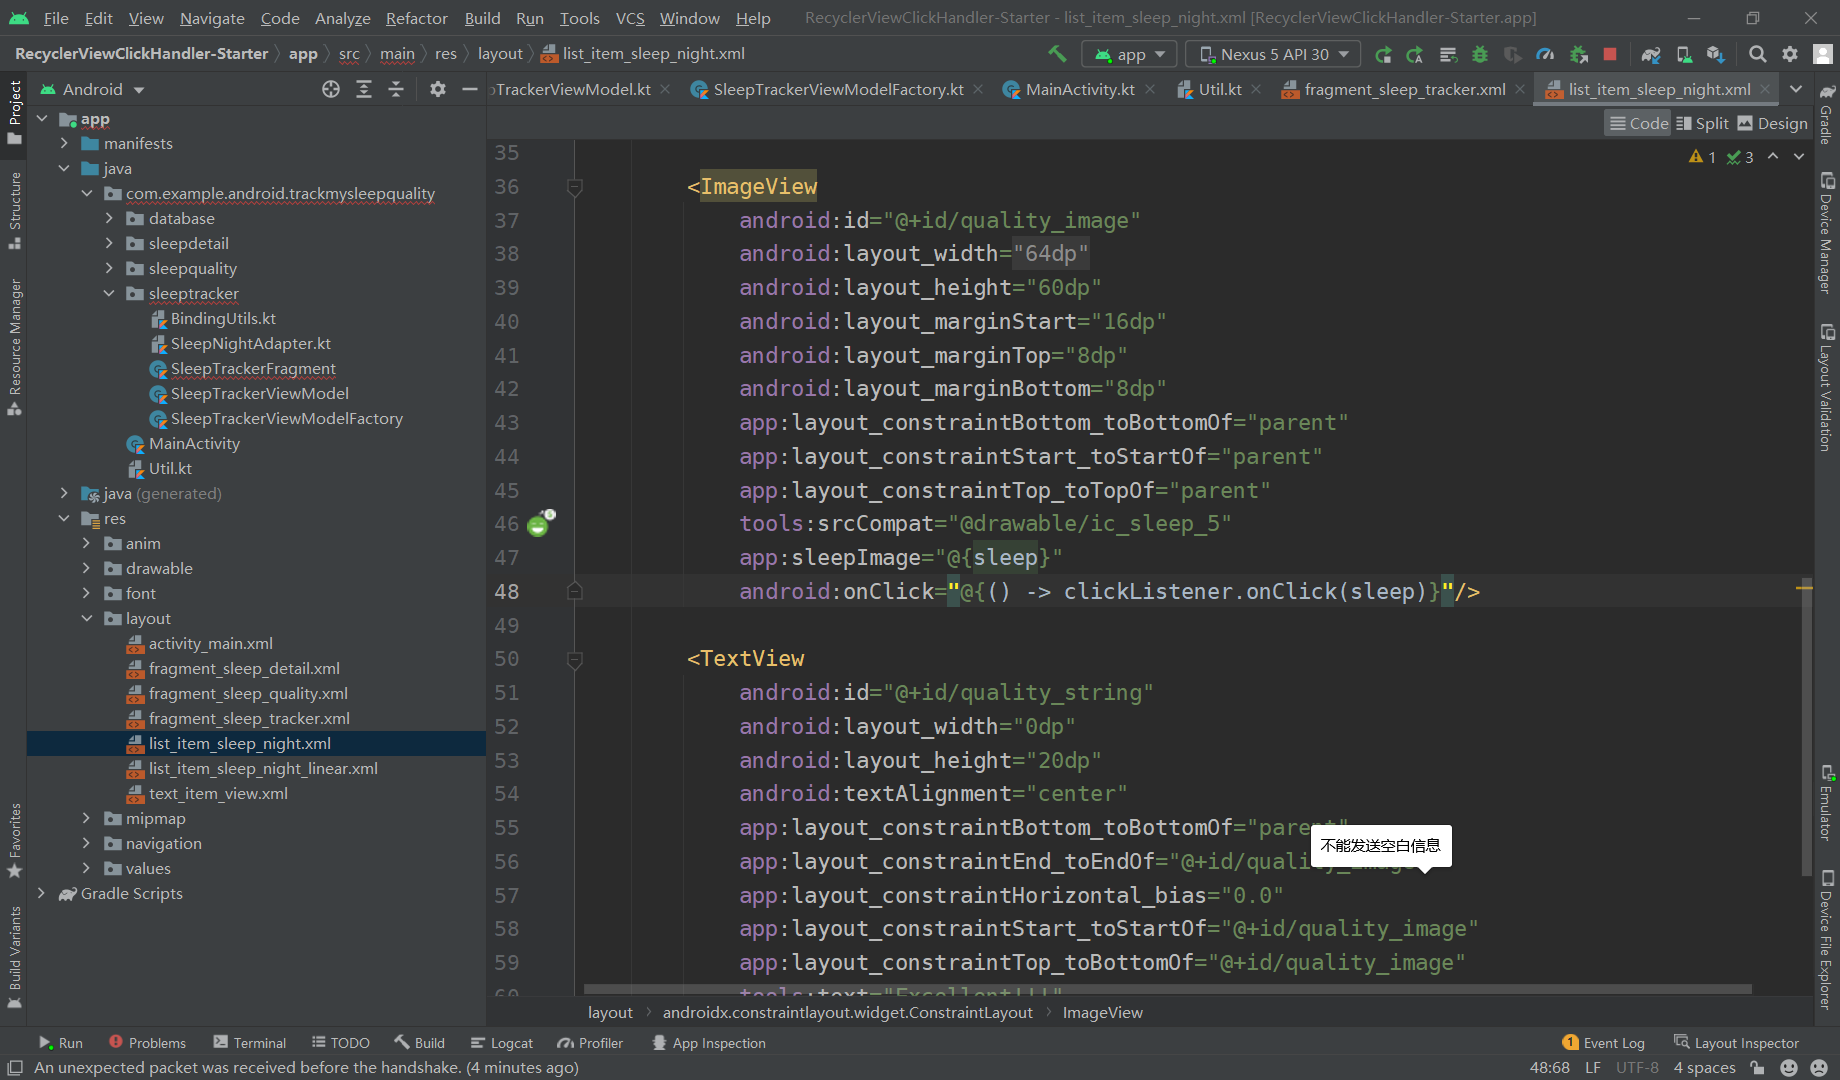 File Edit View Navigate Code Analyze Refactor Build Run Tools VCS Window Help RecyclerViewClickHandler-Starter - list_item_sleep_night.xml [RecyclerViewClickHandler-Starter.app]
RecyclerViewClickHandler-Starter app src main res layout list_item_sleep_night.xml app Nexus 5 API 30
Android TrackerViewModel.kt SleepTrackerViewModelFactory.kt MainActivity.kt Util.kt fragment_sleep_tracker.xml list_item_sleep_night.xml
Code Split Design
1 3
Project
Structure
Resource Manager
Favorites
Build Variants
app
manifests
java
com.example.android.trackmysleepquality
database
sleepdetail
sleepquality
sleeptracker
BindingUtils.kt
SleepNightAdapter.kt
SleepTrackerFragment
SleepTrackerViewModel
SleepTrackerViewModelFactory
MainActivity
Util.kt
java (generated)
res
anim
drawable
font
layout
activity_main.xml
fragment_sleep_detail.xml
fragment_sleep_quality.xml
fragment_sleep_tracker.xml
list_item_sleep_night.xml
list_item_sleep_night_linear.xml
text_item_view.xml
mipmap
navigation
values
Gradle Scripts
35
36 <ImageView
37 android:id="@+id/quality_image"
38 android:layout_width="64dp"
39 android:layout_height="60dp"
40 android:layout_marginStart="16dp"
41 android:layout_marginTop="8dp"
42 android:layout_marginBottom="8dp"
43 app:layout_constraintBottom_toBottomOf="parent"
44 app:layout_constraintStart_toStartOf="parent"
45 app:layout_constraintTop_toTopOf="parent"
46 tools:srcCompat="@drawable/ic_sleep_5"
47 app:sleepImage="@{sleep}"
48 android:onClick="@{() -> clickListener.onClick(sleep)}"/>
49
50 <TextView
51 android:id="@+id/quality_string"
52 android:layout_width="0dp"
53 android:layout_height="20dp"
54 android:textAlignment="center"
55 app:layout_constraintBottom_toBottomOf="parent"
56 app:layout_constraintEnd_toEndOf="@+id/quality_image
57 app:layout_constraintHorizontal_bias="0.0"
58 app:layout_constraintStart_toStartOf="@+id/quality_image"
59 app:layout_constraintTop_toBottomOf="@+id/quality_image"
60 tools:text="Excellent!!!"
不能发送空白信息
Gradle
Device Manager
Layout Validation
Emulator
Device File Explorer
layout androidx.constraintlayout.widget.ConstraintLayout ImageView
Run Problems Terminal TODO Build Logcat Profiler App Inspection 1 Event Log Layout Inspector
An unexpected packet was received before the handshake. (4 minutes ago) 48:68 LF UTF-8 4 spaces